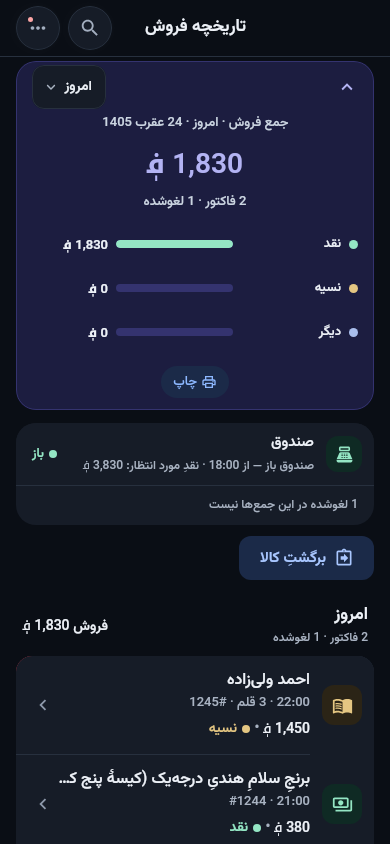 تاریخچه فروش
امروز
جمع فروش · امروز · 24 عقرب 1405
1,830 ؋
2 فاکتور · 1 لغوشده
نقد 1,830 ؋
نسیه 0 ؋
دیگر 0 ؋
چاپ
صندوق
صندوق باز — از 18:00 · نقدِ مورد انتظار: 3,830 ؋
باز
1 لغوشده در این جمع‌ها نیست
برگشتِ کالا
امروز
2 فاکتور · 1 لغوشده
فروش 1,830 ؋
احمد ولی‌زاده
22:00 · 3 قلم · #1245
1,450 ؋ · نسیه
برنجِ سلامِ هندیِ درجه‌یک (کیسهٔ پنج ک…
21:00 · #1244
380 ؋ · نقد